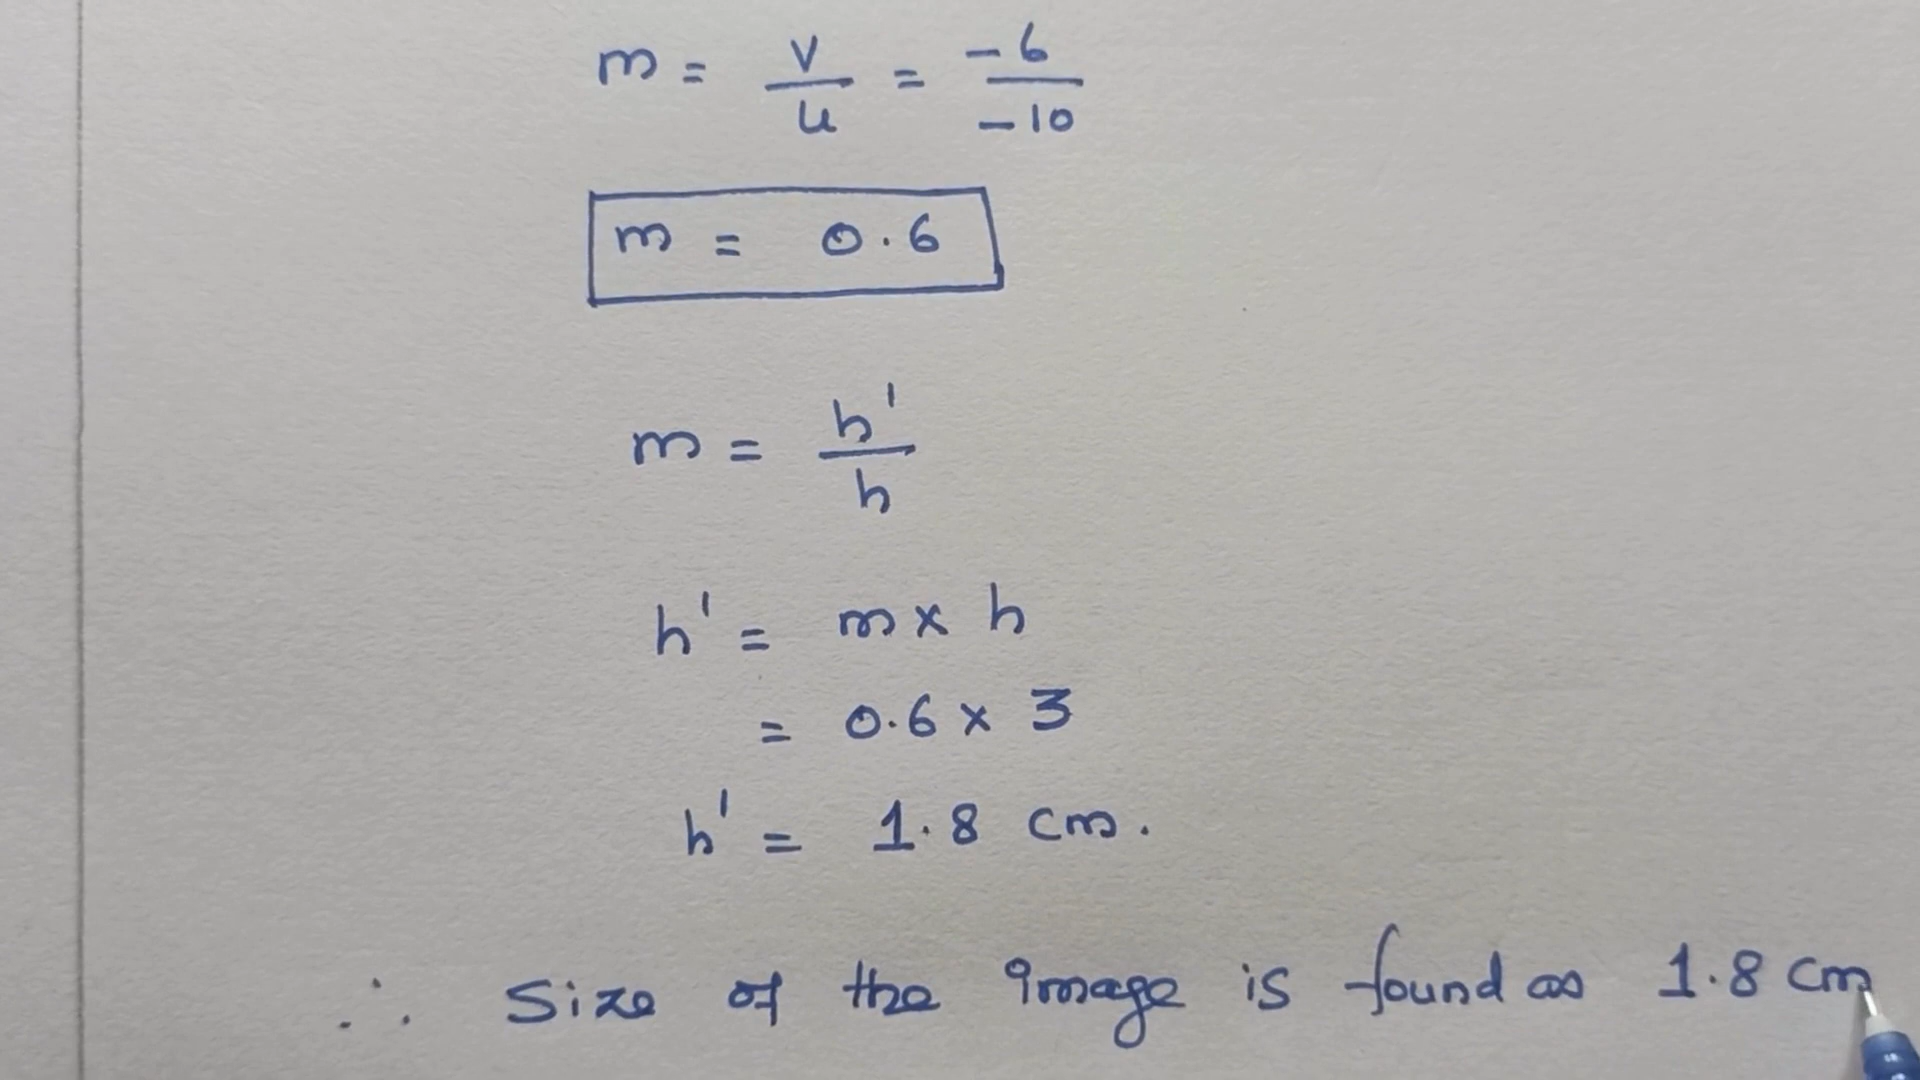 m = v/u = -6/-10
m = 0.6
m = h'/h
h' = m x h
= 0.6 x 3
h' = 1.8 cm.
∴ Size of the image is found as 1.8 cm